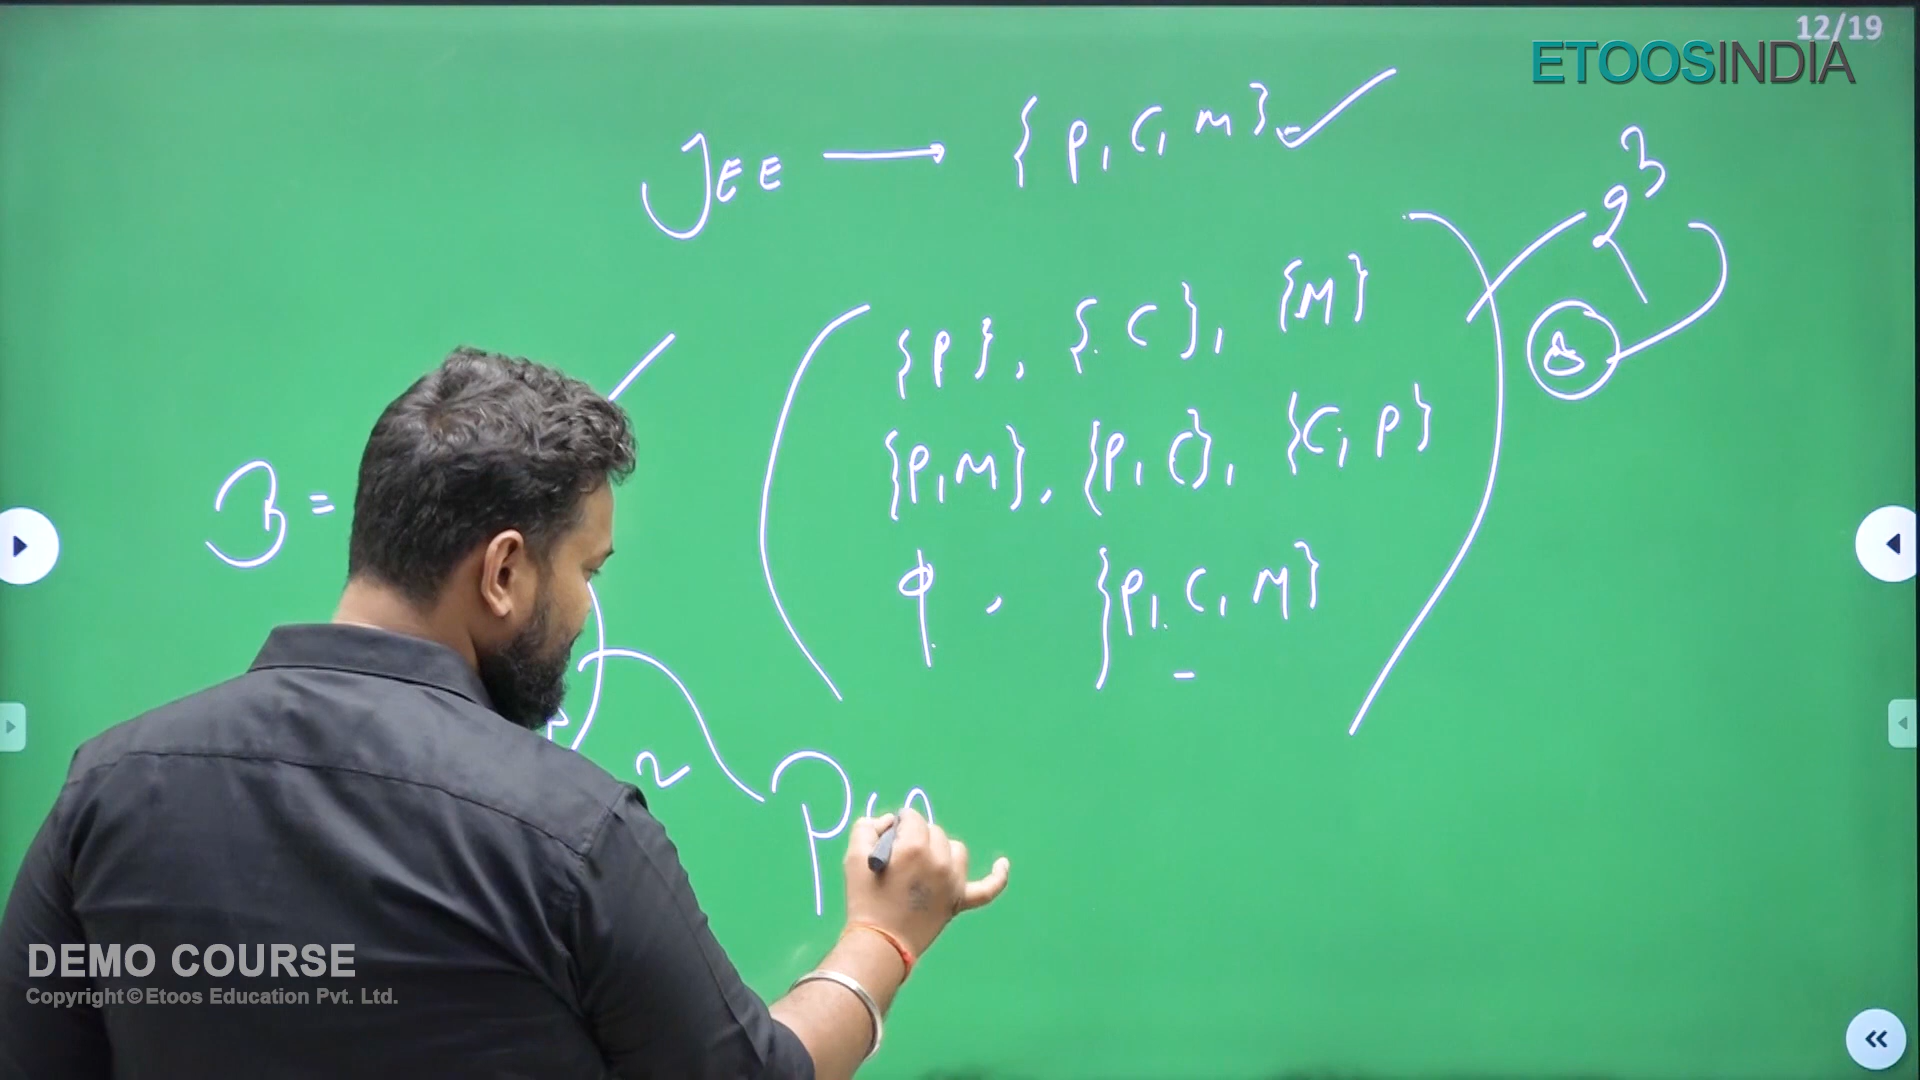 12/19
ETOOSINDIA
JEE → {P, C, M} ✓
2³
{P}, {C}, {M}
8
{P, M}, {P, C}, {C, P}
B =
φ, {P, C, M}
2
P(
DEMO COURSE
Copyright © Etoos Education Pvt. Ltd.